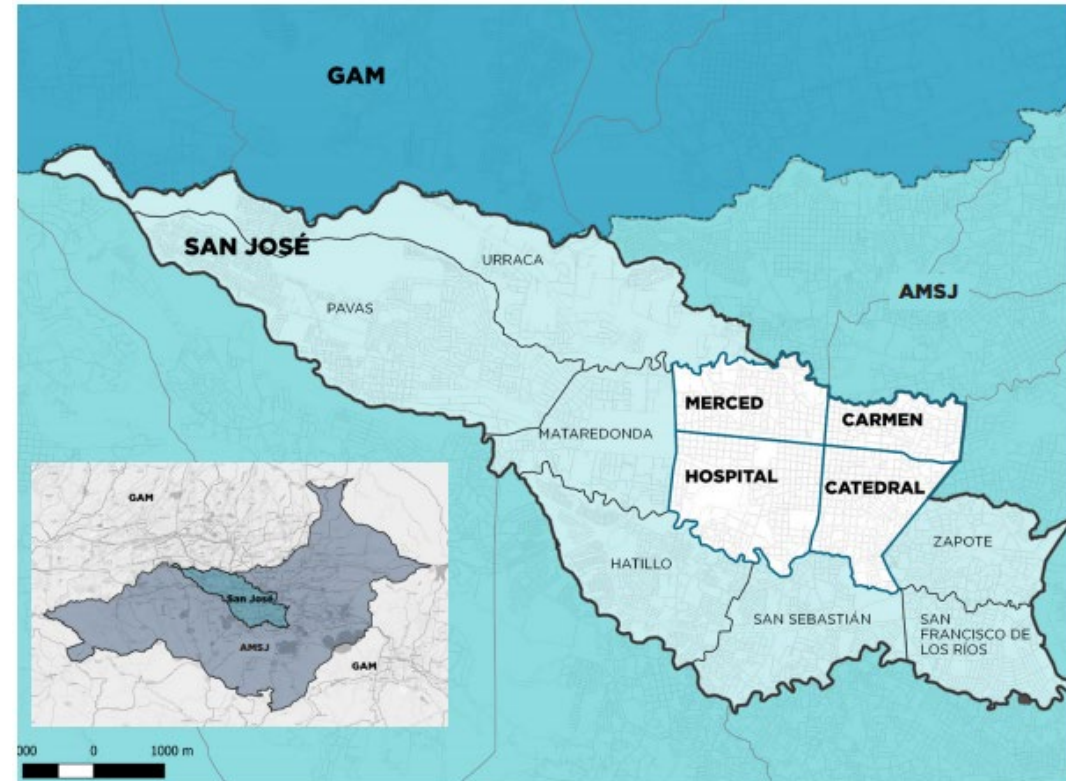 GAM
SAN JOSÉ
URRACA
AMSJ
PAVAS
MERCED
CARMEN
MATAREDONDA
HOSPITAL
CATEDRAL
HATILLO
ZAPOTE
SAN SEBASTIÁN
SAN
FRANCISCO DE
LOS RÍOS
GAM
San José
AMSJ
GAM
000 0 1000 m